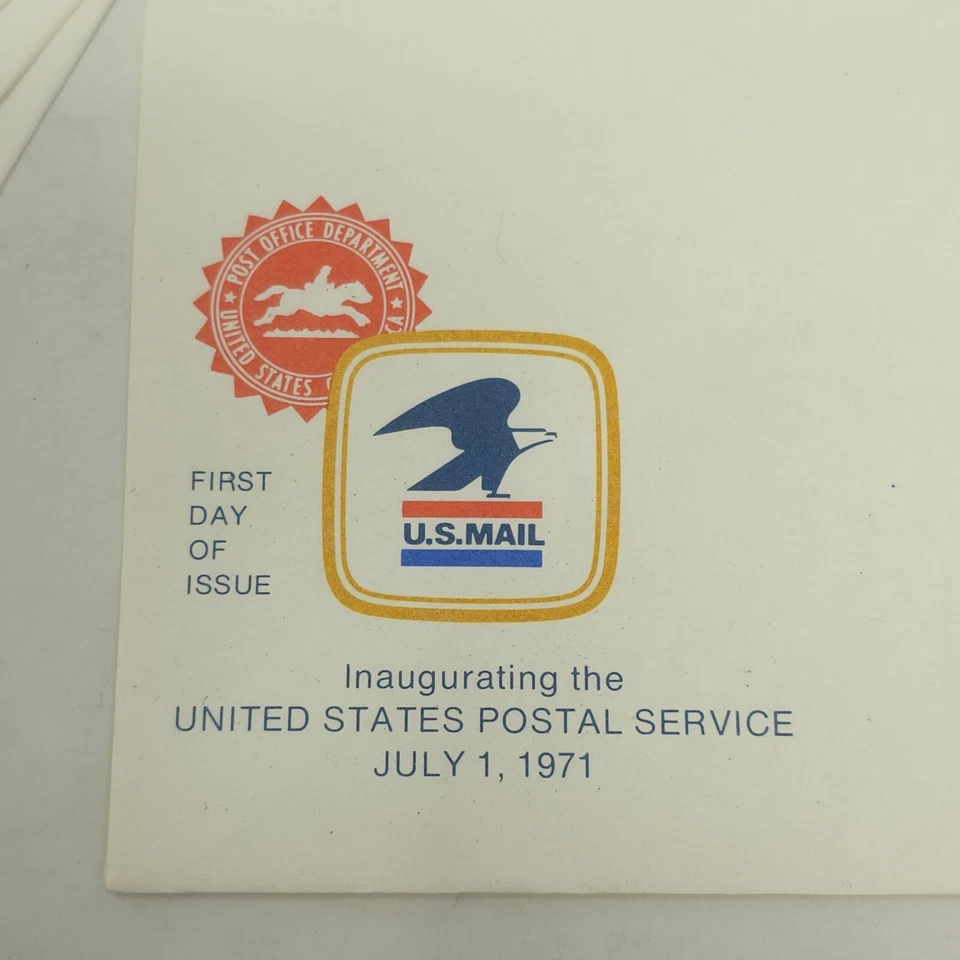 POST OFFICE DEPARTMENT
UNITED STATES
U.S.MAIL
FIRST
DAY
OF
ISSUE
Inaugurating the
UNITED STATES POSTAL SERVICE
JULY 1, 1971